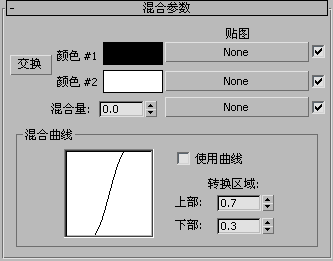 - 混合参数
贴图
交换 颜色 #1 None
颜色 #2 None
混合量: 0.0 None
混合曲线
使用曲线
转换区域:
上部: 0.7
下部: 0.3